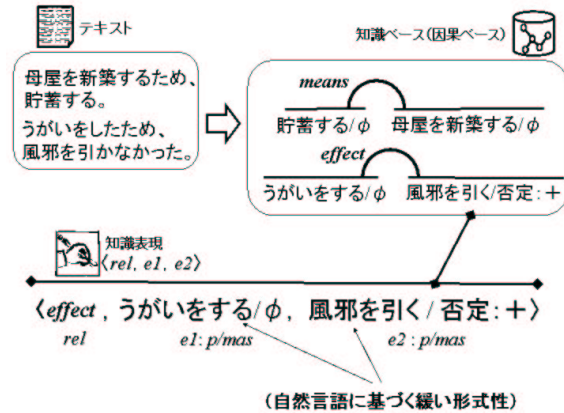 テキスト
母屋を新築するため、
貯蓄する。
うがいをしたため、
風邪を引かなかった。
知識ベース(因果ベース)
means
貯蓄する/φ 母屋を新築する/φ
effect
うがいをする/φ 風邪を引く/否定:+
知識表現
〈rel, e1, e2〉
〈effect , うがいをする/φ, 風邪を引く/ 否定:+〉
rel e1: p/mas e2: p/mas
(自然言語に基づく緩い形式性)